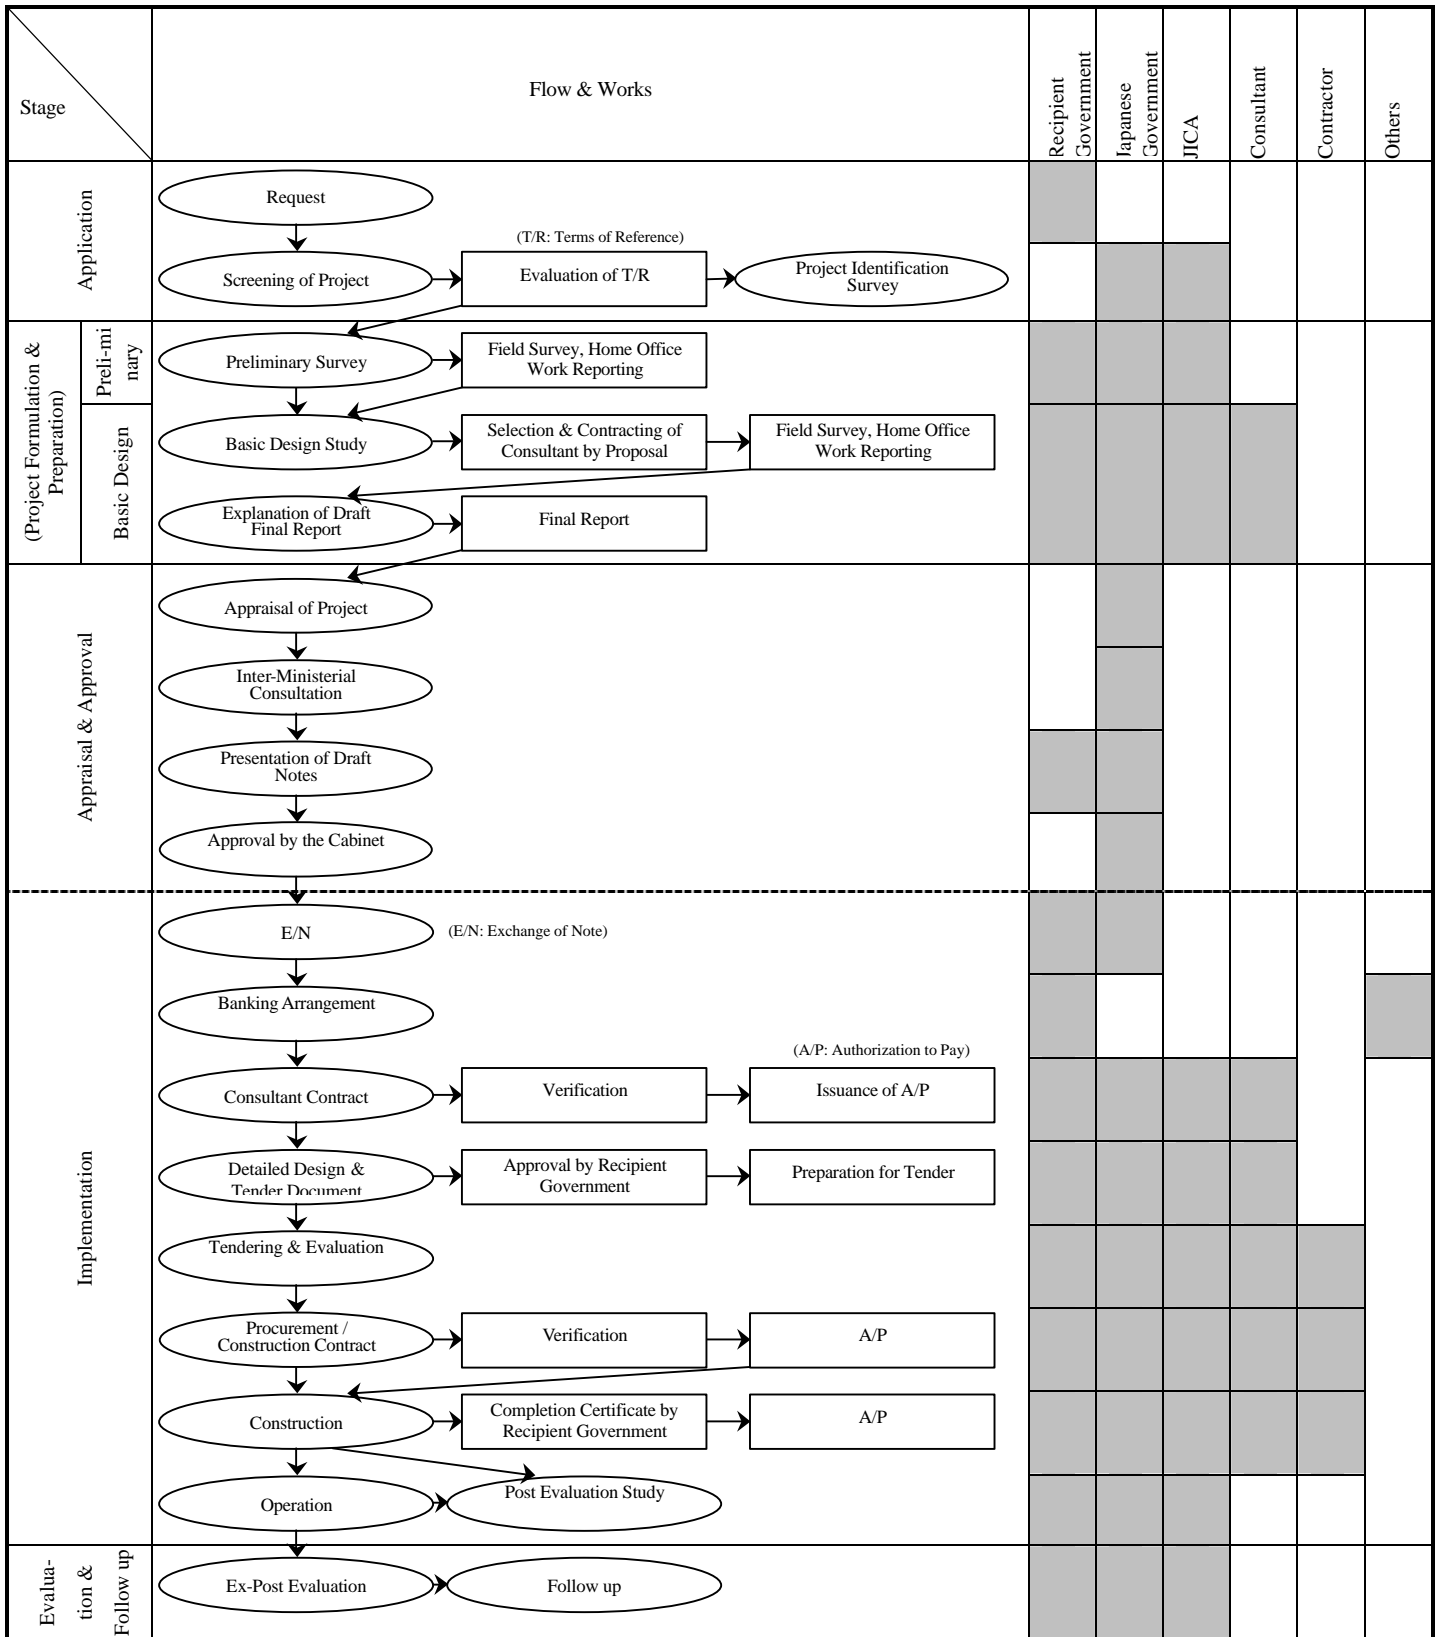 Stage
Flow & Works
Recipient
Government
Japanese
Government
JICA
Consultant
Contractor
Others
Application
Request
(T/R: Terms of Reference)
Screening of Project
Evaluation of T/R
Project Identification
Survey
(Project Formulation &
Preparation)
Preli-mi
nary
Preliminary Survey
Field Survey, Home Office
Work Reporting
Basic Design
Basic Design Study
Selection & Contracting of
Consultant by Proposal
Field Survey, Home Office
Work Reporting
Explanation of Draft
Final Report
Final Report
Appraisal & Approval
Appraisal of Project
Inter-Ministerial
Consultation
Presentation of Draft
Notes
Approval by the Cabinet
Implementation
E/N
(E/N: Exchange of Note)
Banking Arrangement
(A/P: Authorization to Pay)
Consultant Contract
Verification
Issuance of A/P
Detailed Design &
Tender Document
Approval by Recipient
Government
Preparation for Tender
Tendering & Evaluation
Procurement /
Construction Contract
Verification
A/P
Construction
Completion Certificate by
Recipient Government
A/P
Operation
Post Evaluation Study
Evalua-
tion &
Follow up
Ex-Post Evaluation
Follow up